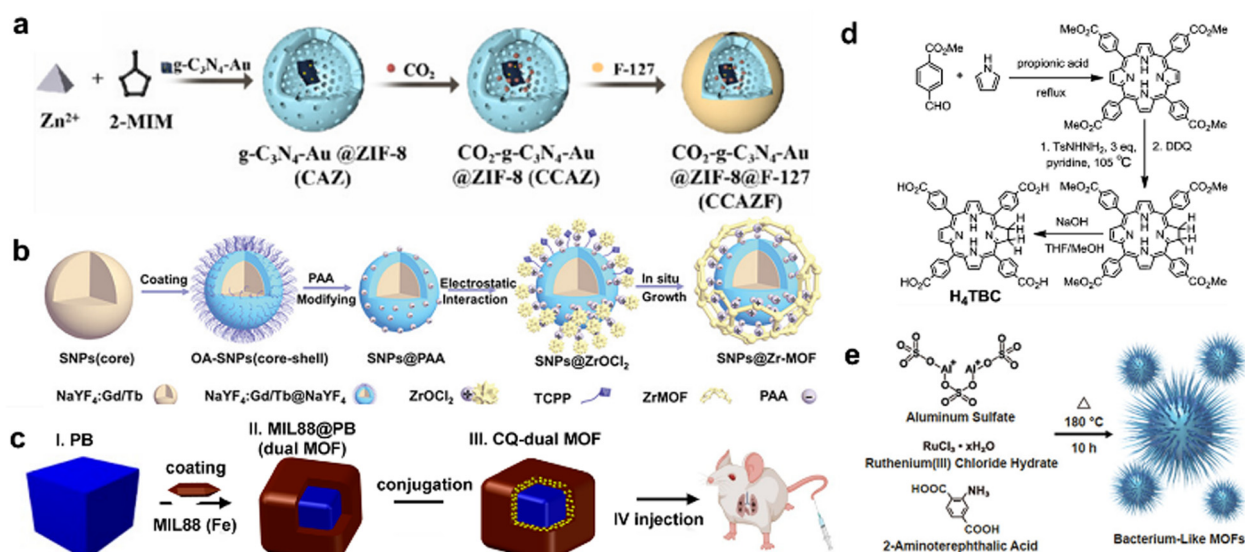 a
Zn²⁺ + 2-MIM
g-C₃N₄-Au
g-C₃N₄-Au @ZIF-8
(CAZ)
CO₂
CO₂-g-C₃N₄-Au
@ZIF-8 (CCAZ)
F-127
CO₂-g-C₃N₄-Au
@ZIF-8@F-127
(CCAZF)
b
SNPs(core)
Coating
OA-SNPs(core-shell)
PAA
Modifying
SNPs@PAA
Electrostatic
Interaction
SNPs@ZrOCl₂
In situ
Growth
SNPs@Zr-MOF
NaYF₄:Gd/Tb
NaYF₄:Gd/Tb@NaYF₄
ZrOCl₂
TCPP
ZrMOF
PAA
c
I. PB
coating
MIL88 (Fe)
II. MIL88@PB
(dual MOF)
conjugation
III. CQ-dual MOF
IV injection
d
CO₂Me
CHO
+
H
N
propionic acid
reflux
MeO₂C
CO₂Me
N
H
N
N
H
N
MeO₂C
CO₂Me
1. TsNHNH₂, 3 eq,
pyridine, 105 °C
2. DDQ
MeO₂C
CO₂Me
N
H
N
N
H
N
H
H
H
H
MeO₂C
CO₂Me
NaOH
THF/MeOH
HO₂C
CO₂H
N
H
N
N
H
N
H
H
H
H
HO₂C
CO₂H
H₄TBC
e
Aluminum Sulfate
RuCl₃ • xH₂O
Ruthenium(III) Chloride Hydrate
HOOC
NH₃
COOH
2-Aminoterephthalic Acid
△
180 °C
10 h
Bacterium-Like MOFs